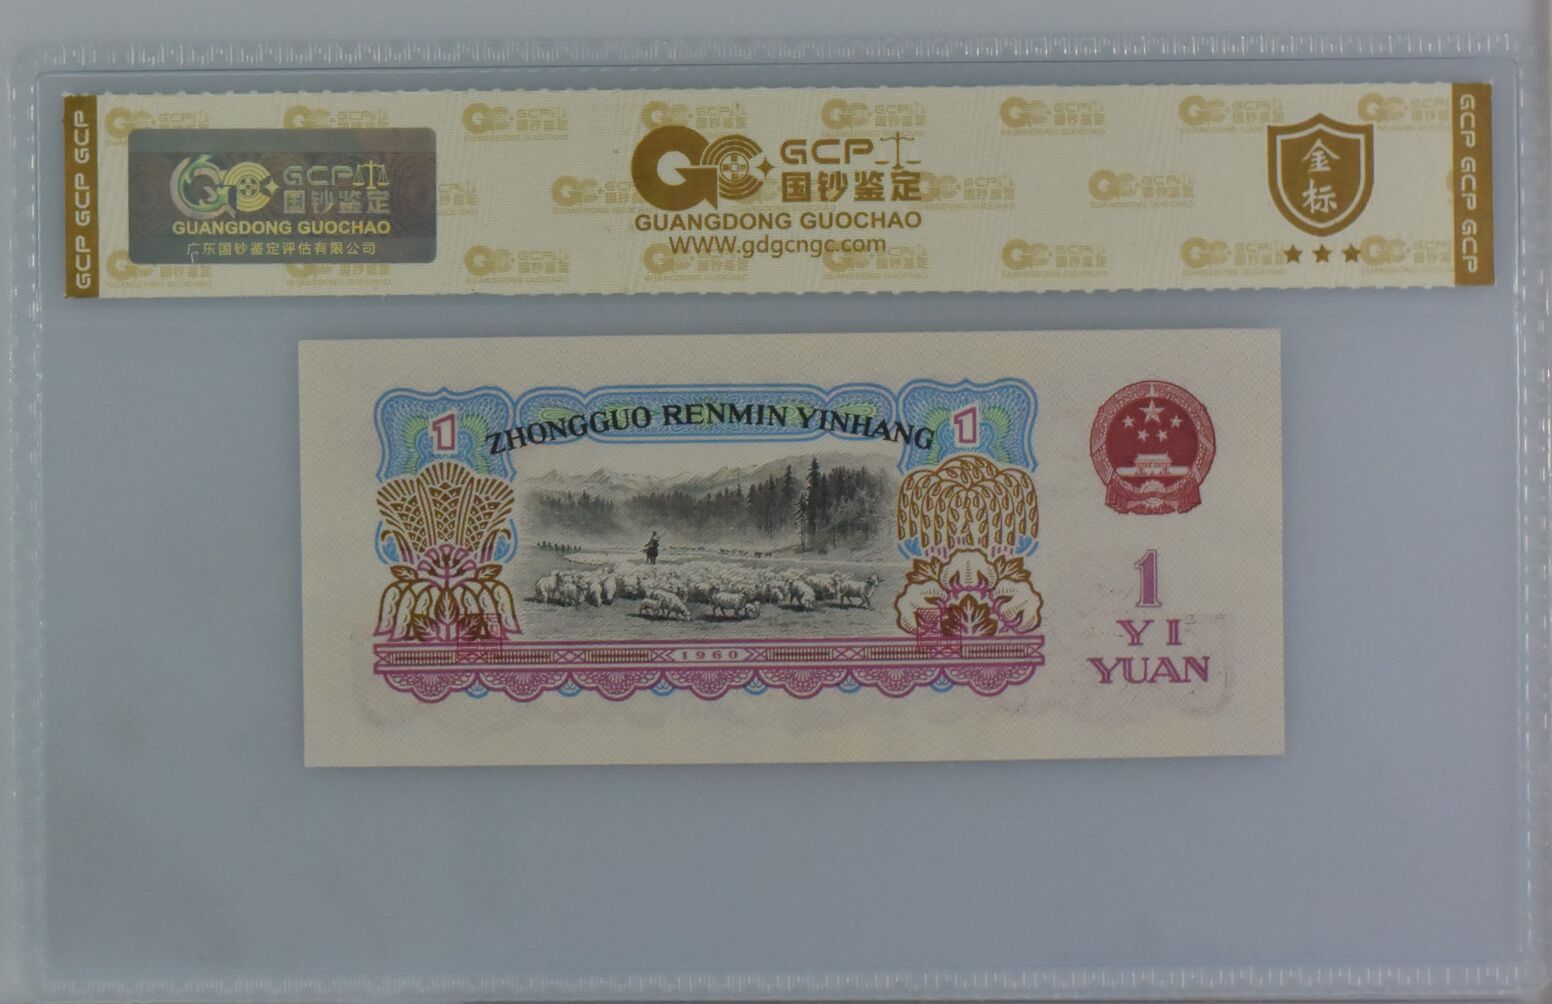 GCP GCP GCP
GCP
国钞鉴定
GUANGDONG GUOCHAO
广东国钞鉴定评估有限公司
GCP
国钞鉴定
GUANGDONG GUOCHAO
WWW.gdgcngc.com
金标
GCP GCP GCP
ZHONGGUO RENMIN YINHANG
1
1
1
YI
YUAN
1960